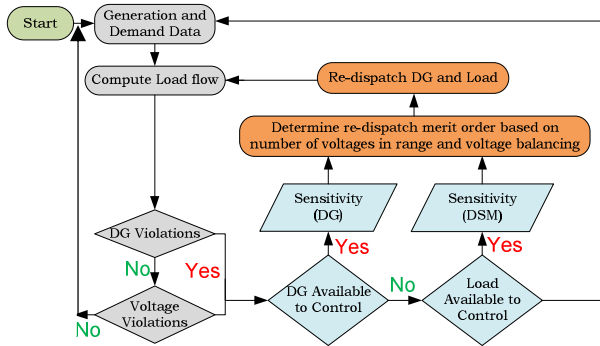 Start
Generation and
Demand Data
Compute Load flow
Re-dispatch DG and Load
Determine re-dispatch merit order based on
number of voltages in range and voltage balancing
Sensitivity
(DG)
Sensitivity
(DSM)
DG Violations
Yes
Yes
No
Yes
DG Available
to Control
No
Load
Available to
Control
Voltage
Violations
No